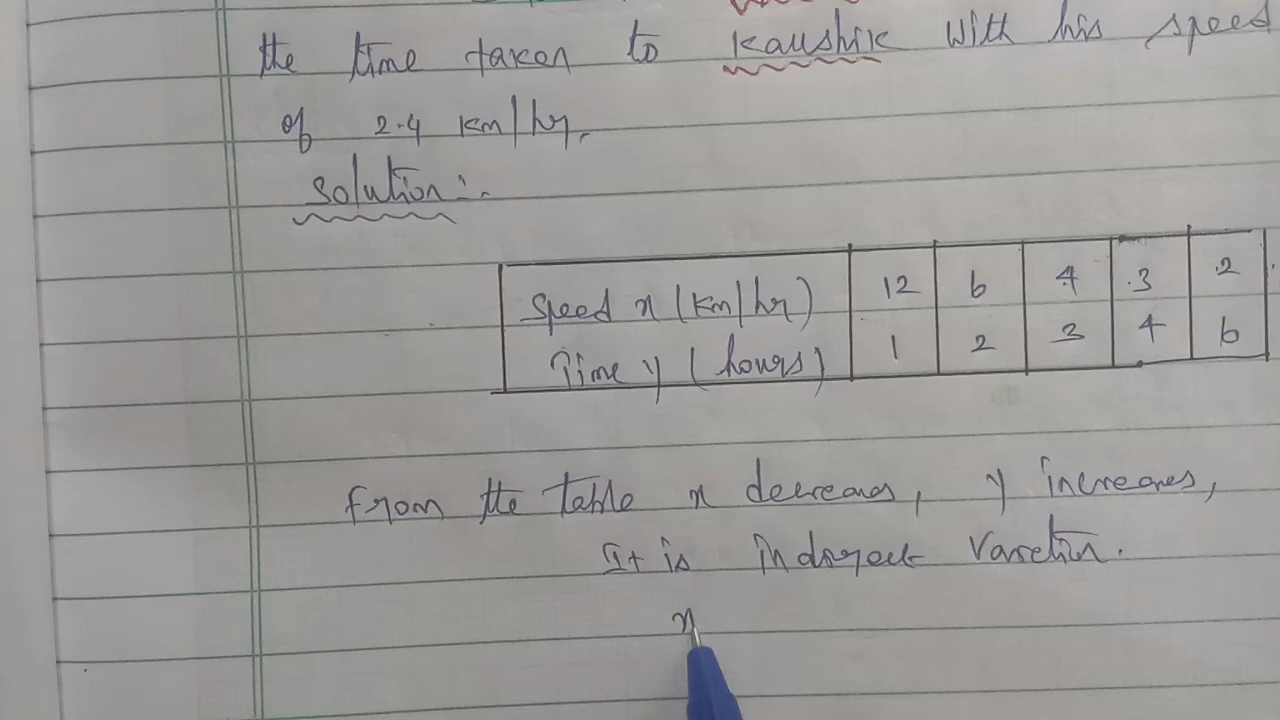 the time taken to Kaushik with his speed
of 2.4 km/hr.
Solution:-
Speed x (km/hr) 12 6 4 3 2
Time y (hours) 1 2 3 4 6
From the table x decreases, y increases,
It is indirect variation.
x